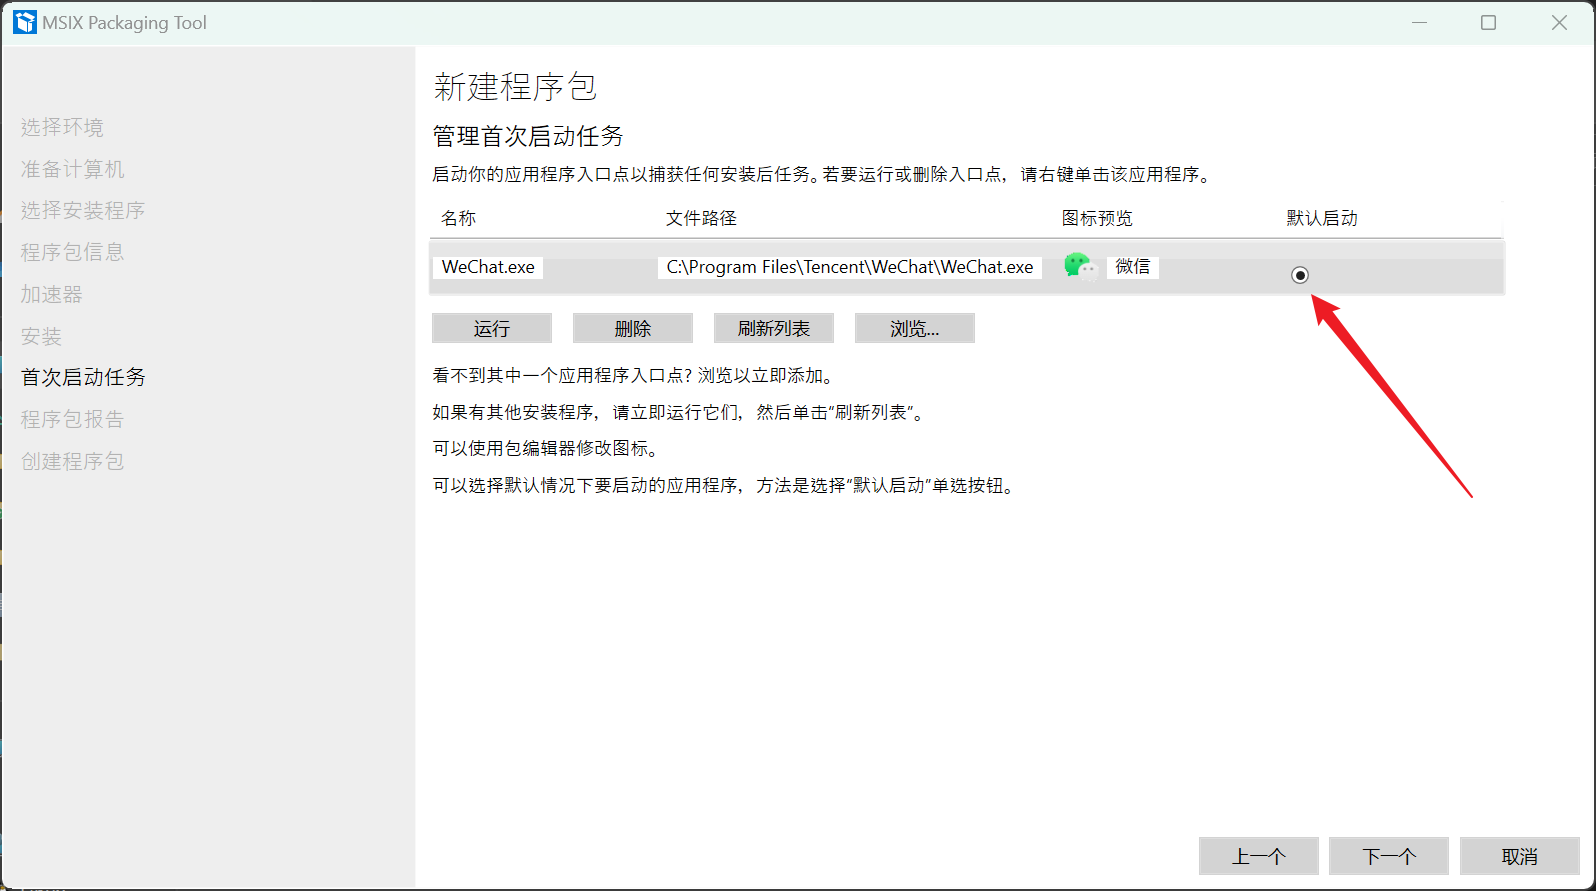 MSIX Packaging Tool
选择环境
准备计算机
选择安装程序
程序包信息
加速器
安装
首次启动任务
程序包报告
创建程序包
新建程序包
管理首次启动任务
启动你的应用程序入口点以捕获任何安装后任务。若要运行或删除入口点，请右键单击该应用程序。
名称 文件路径 图标预览 默认启动
WeChat.exe C:\Program Files\Tencent\WeChat\WeChat.exe 微信
运行 删除 刷新列表 浏览...
看不到其中一个应用程序入口点? 浏览以立即添加。
如果有其他安装程序，请立即运行它们，然后单击"刷新列表"。
可以使用包编辑器修改图标。
可以选择默认情况下要启动的应用程序，方法是选择"默认启动"单选按钮。
上一个 下一个 取消